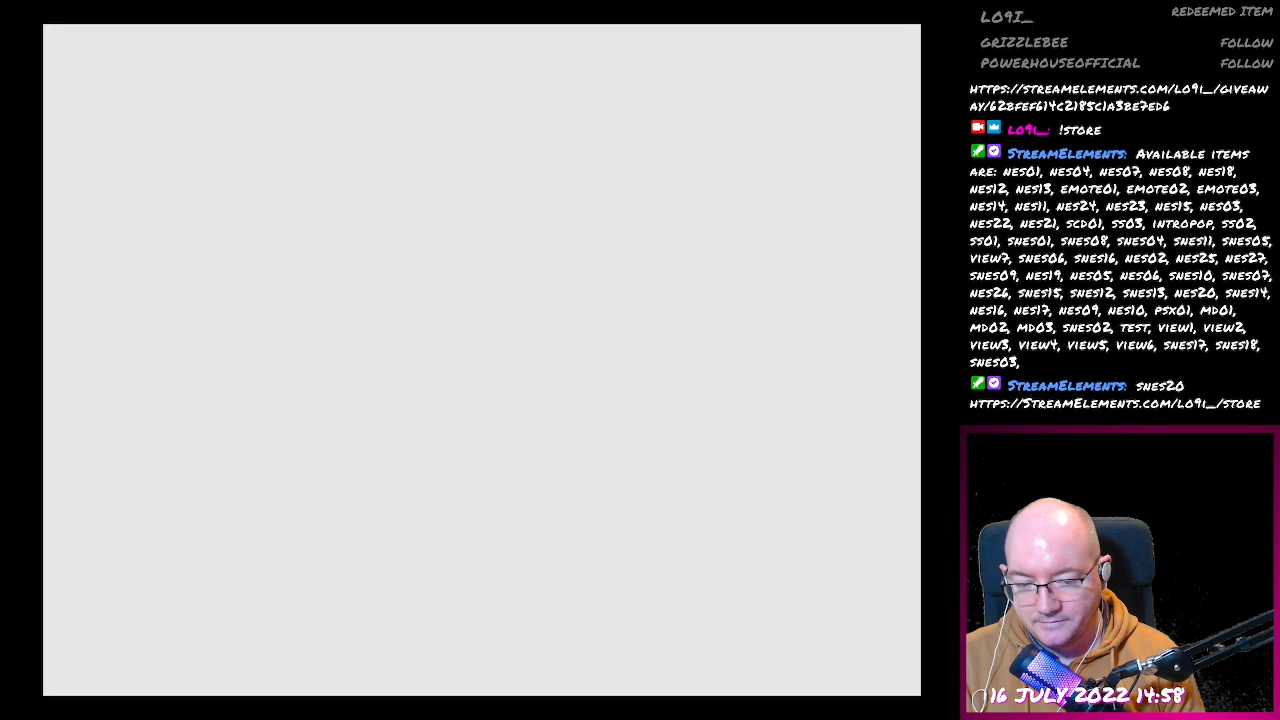 LO9I_ REDEEMED ITEM
GRIZZLEBEE FOLLOW
POWERHOUSEOFFICIAL FOLLOW
HTTPS://STREAMELEMENTS.COM/LO9I_/GIVEAW
AY/62BFEF614C2185C1A3BE7ED6
LO9I_: !STORE
STREAMELEMENTS: AVAILABLE ITEMS
ARE: NES01, NES04, NES07, NES08, NES18,
NES12, NES13, EMOTE01, EMOTE02, EMOTE03,
NES14, NES11, NES24, NES23, NES15, NES03,
NES22, NES21, SCD01, SS03, INTROPOP, SS02,
SS01, SNES01, SNES08, SNES04, SNES11, SNES05,
VIEW7, SNES06, SNES16, NES02, NES25, NES27,
SNES09, NES19, NES05, NES06, SNES10, SNES07,
NES26, SNES15, SNES12, SNES13, NES20, SNES14,
NES16, NES17, NES09, NES10, PSX01, MD01,
MD02, MD03, SNES02, TEST, VIEW1, VIEW2,
VIEW3, VIEW4, VIEW5, VIEW6, SNES17, SNES18,
SNES03,
STREAMELEMENTS: SNES20
HTTPS://STREAMELEMENTS.COM/LO9I_/STORE
16 JULY 2022 14:58